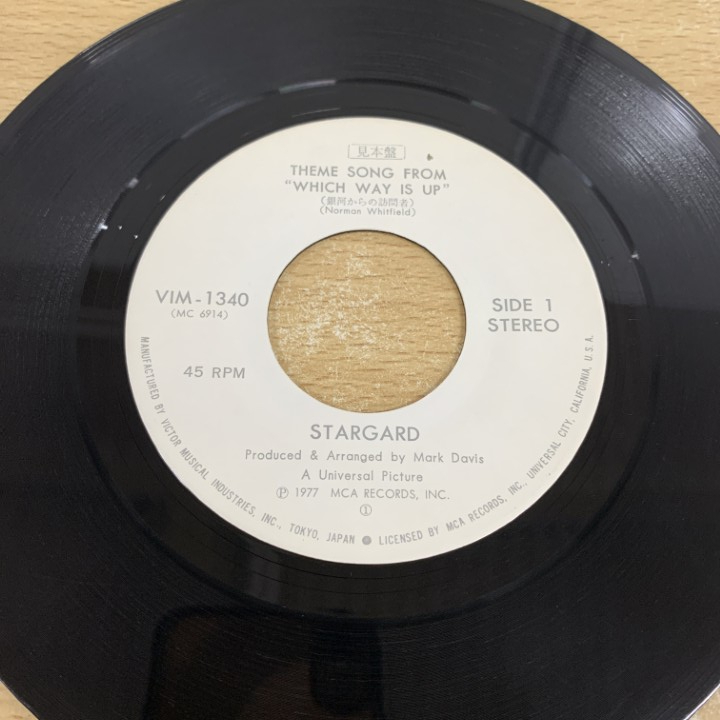 見本盤
THEME SONG FROM
"WHICH WAY IS UP"
(銀河からの訪問者)
(Norman Whitfield)
VIM-1340
(MC 6914)
SIDE 1
STEREO
45 RPM
STARGARD
Produced & Arranged by Mark Davis
A Universal Picture
Ⓟ 1977 MCA RECORDS, INC.
①
MANUFACTURED BY VICTOR MUSICAL INDUSTRIES, INC., TOKYO, JAPAN ● LICENSED BY MCA RECORDS, INC., UNIVERSAL CITY, CALIFORNIA, U.S.A.